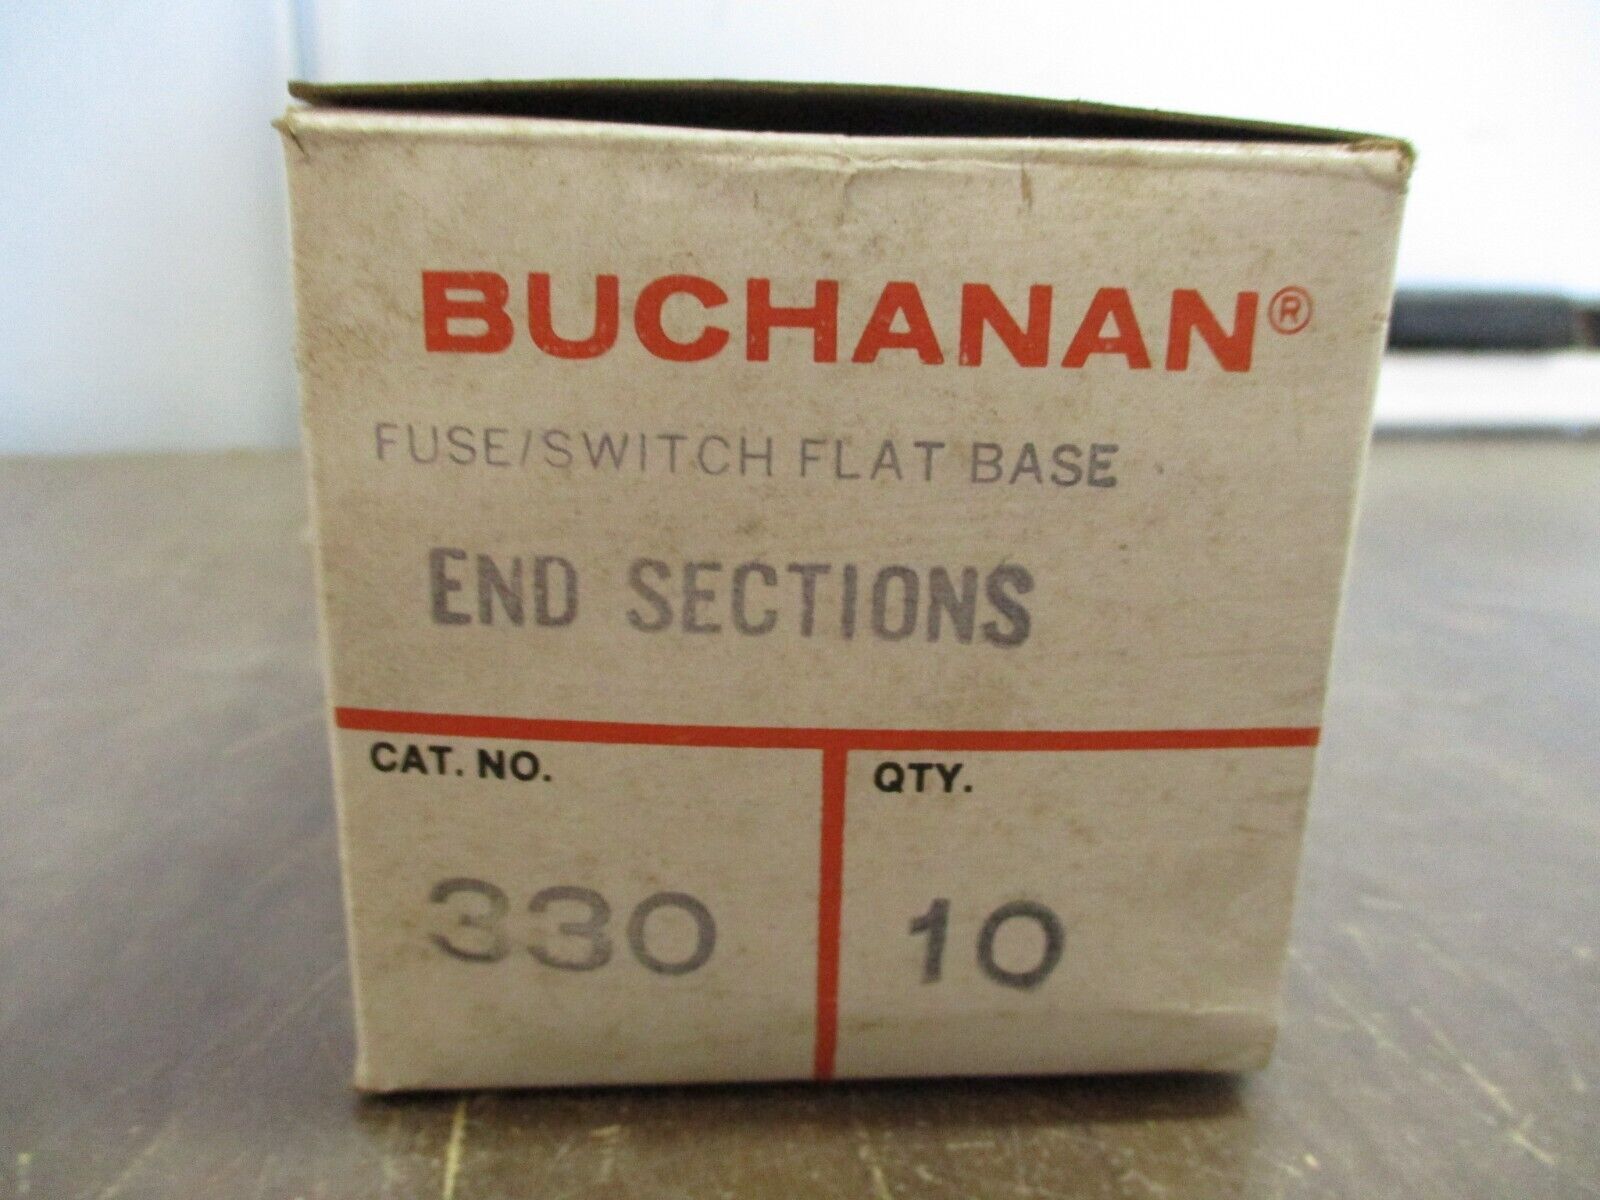 BUCHANAN®
FUSE/SWITCH FLAT BASE
END SECTIONS
CAT. NO.
QTY.
330
10